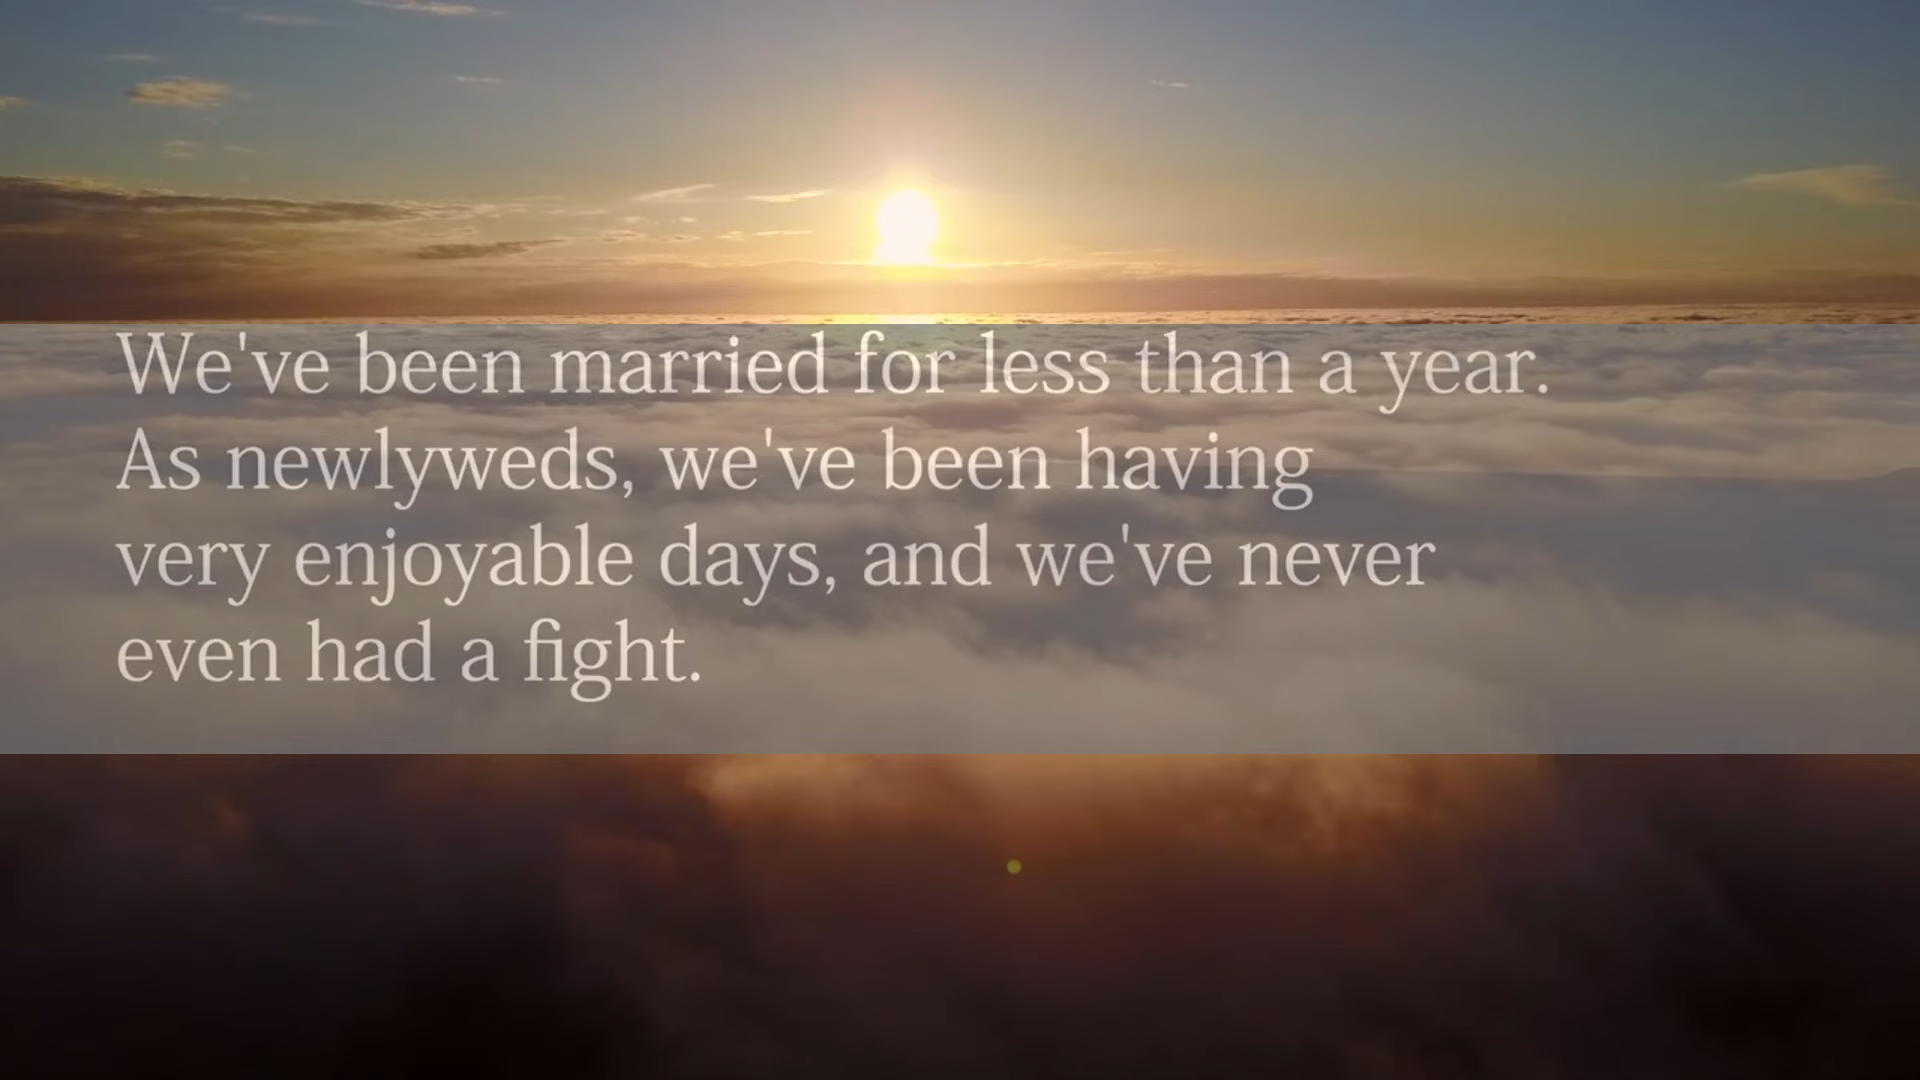 We've been married for less than a year.
As newlyweds, we've been having
very enjoyable days, and we've never
even had a fight.